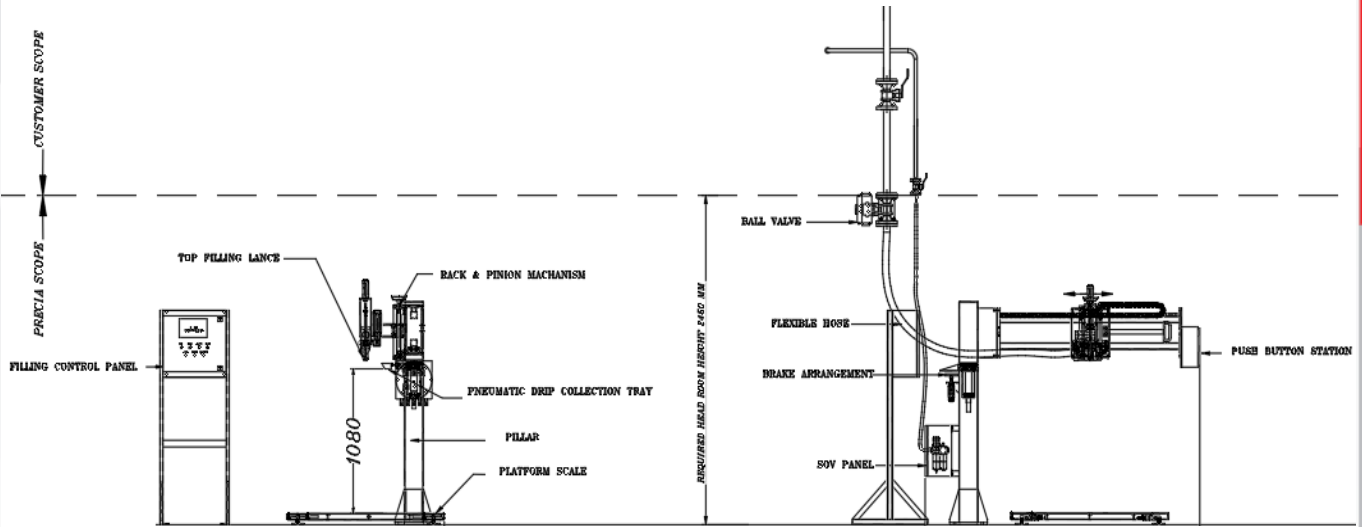 CUSTOMER SCOPE
PRECIA SCOPE
TOP FILLING LANCE
RACK & PINION MACHANISM
FILLING CONTROL PANEL
PNEUMATIC DRIP COLLECTION TRAY
1080
PILLAR
PLATFORM SCALE
REQUIRED HEAD ROOM HEIGHT 2460 MM
BALL VALVE
FLEXIBLE HOSE
BRAKE ARRANGEMENT
SOV PANEL
PUSH BUTTON STATION